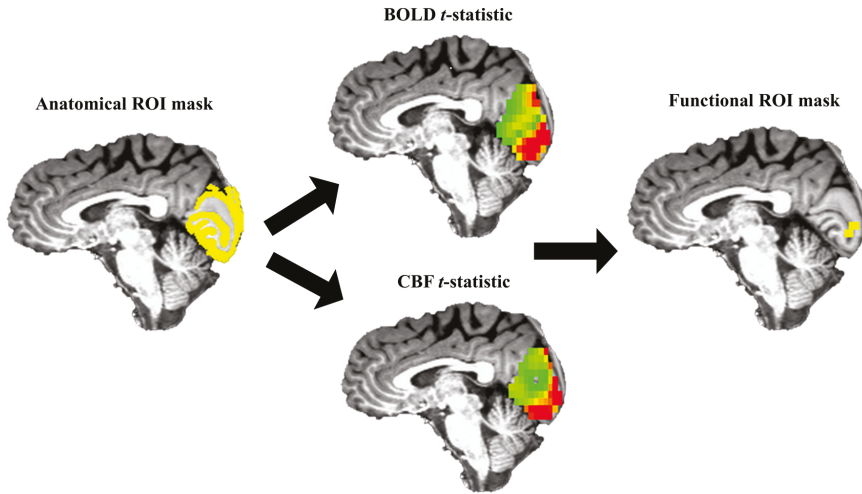 BOLD t-statistic
Anatomical ROI mask
Functional ROI mask
CBF t-statistic